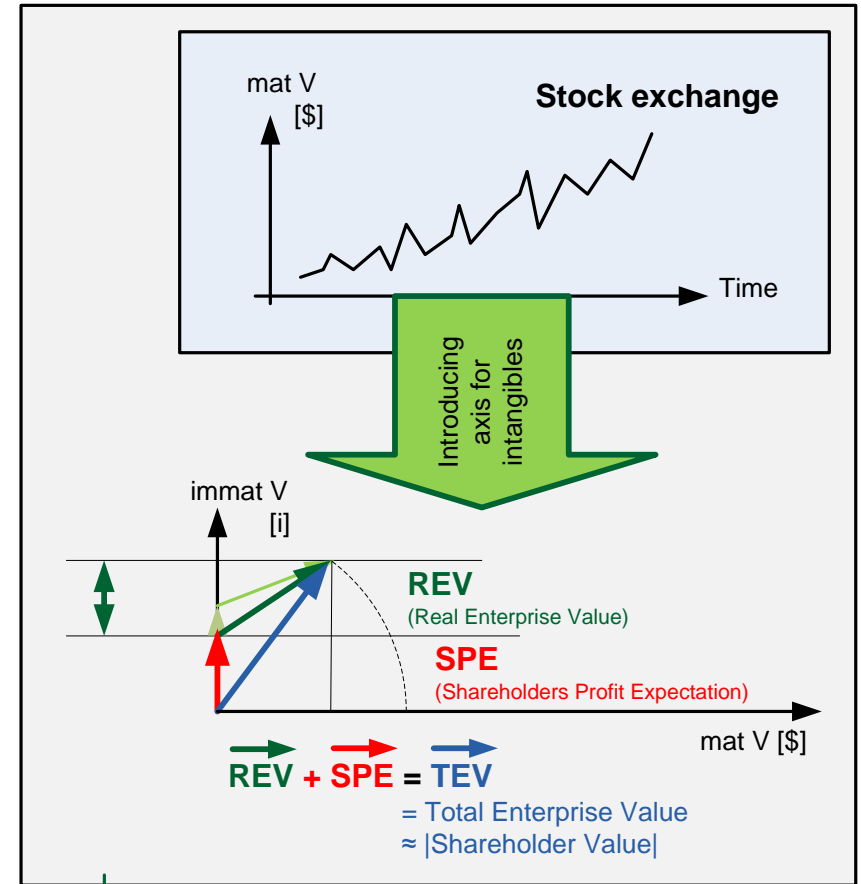 mat V
[$]
Stock exchange
Time
Introducing
axis for
intangibles
immat V
[i]
REV
(Real Enterprise Value)
SPE
(Shareholders Profit Expectation)
mat V [$]
REV + SPE = TEV
= Total Enterprise Value
≈ |Shareholder Value|